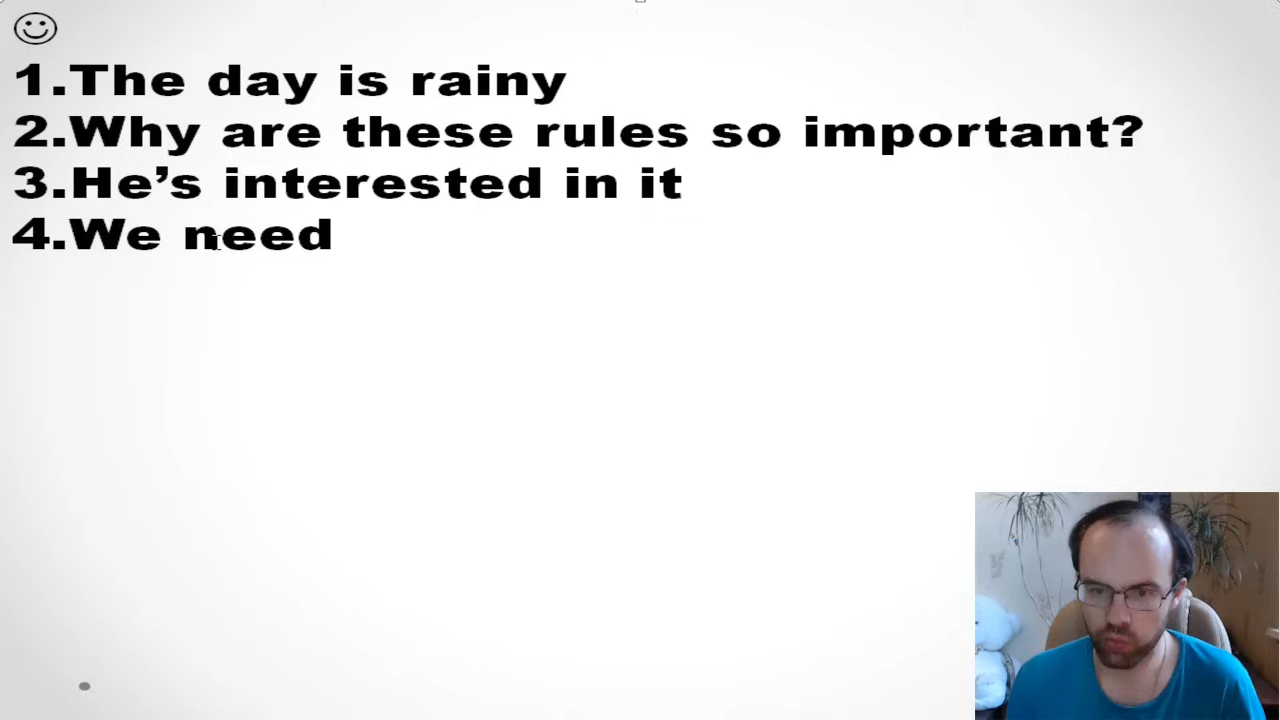 1.The day is rainy
2.Why are these rules so important?
3.He’s interested in it
4.We need